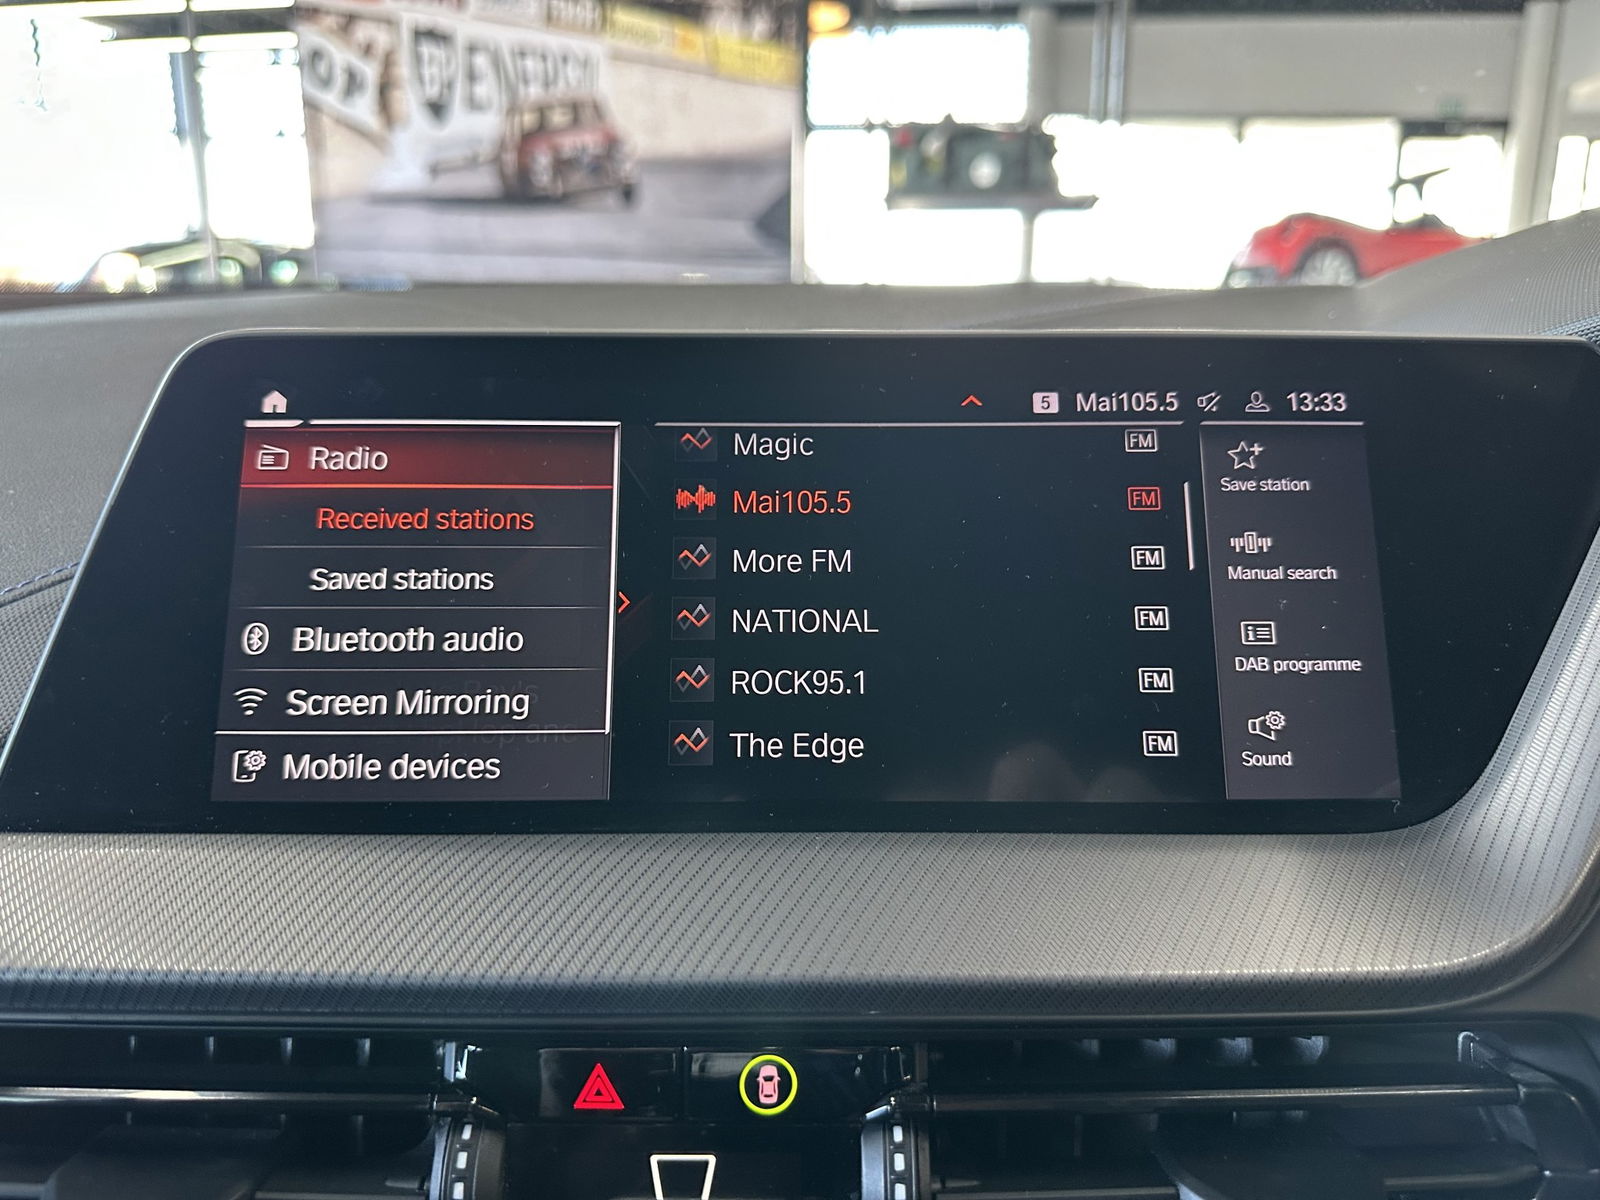 BP ENERGOL
5 Mai105.5 13:33
Radio
Received stations
Saved stations
Bluetooth audio
Screen Mirroring
Mobile devices
Magic FM
Mai105.5 FM
More FM FM
NATIONAL FM
ROCK95.1 FM
The Edge FM
Save station
Manual search
DAB programme
Sound